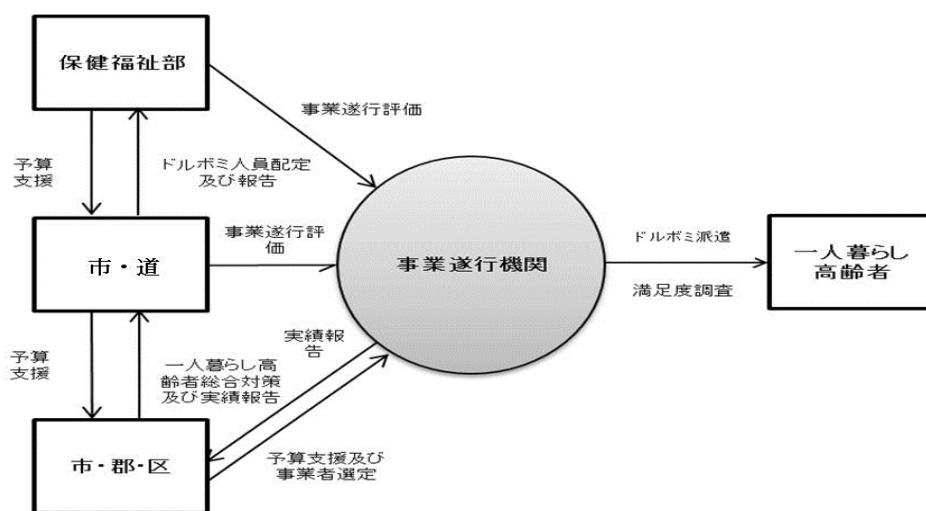 保健福祉部
事業遂行評価
予算
支援
ドルボミ人員配定
及び報告
市・道
事業遂行評
価
事業遂行機関
ドルボミ派遣
満足度調査
一人暮らし
高齢者
予算
支援
一人暮らし高
齢者総合対策
及び実績報告
実績報
告
市・郡・区
予算支援及び
事業者選定